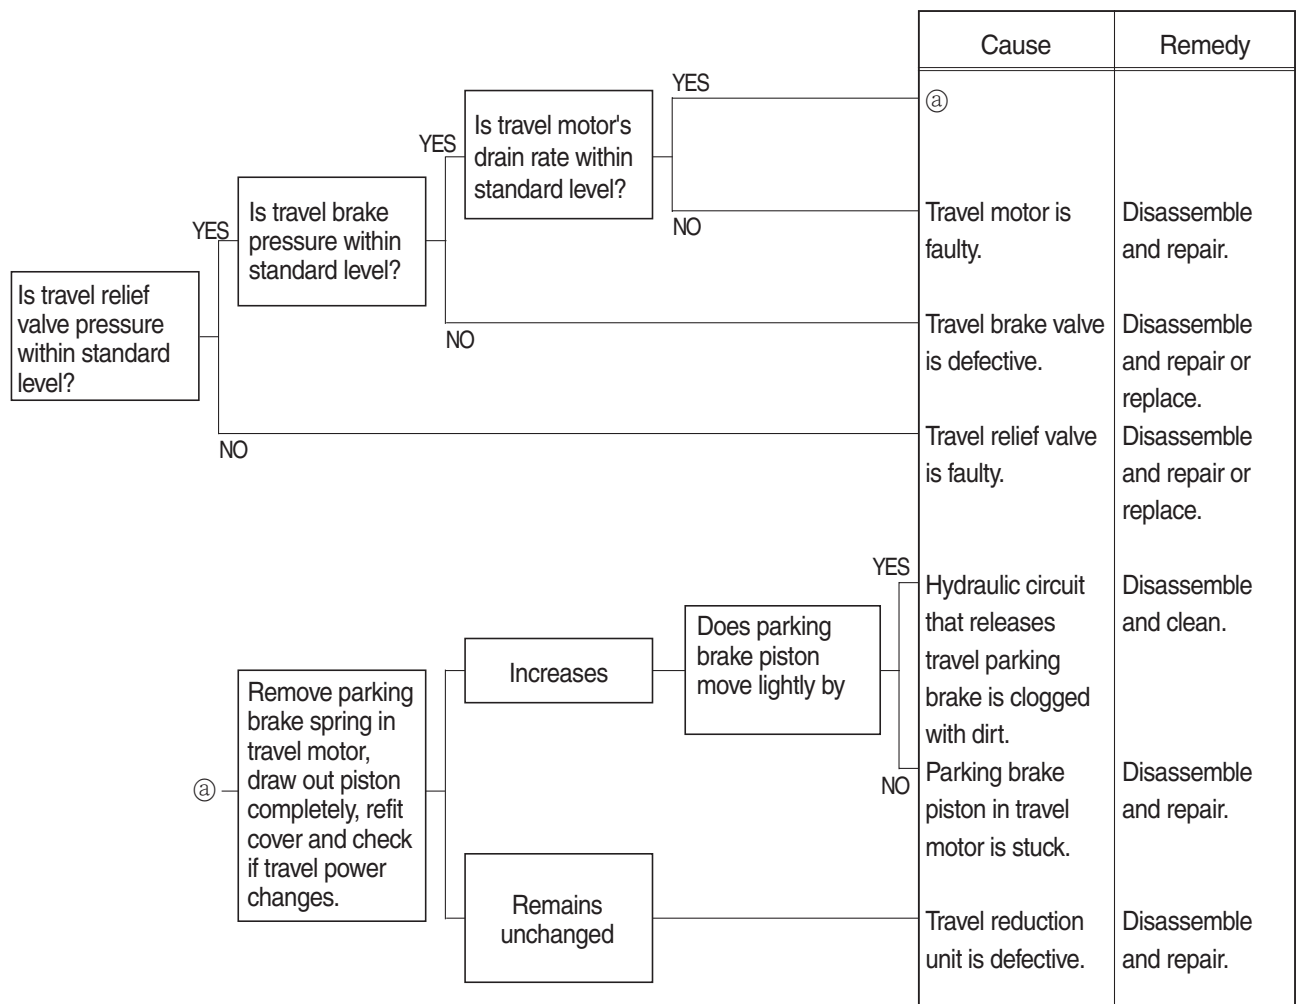 Cause
Remedy
YES
ⓐ
Is travel motor's
drain rate within
standard level?
YES
NO
Travel motor is
faulty.
Disassemble
and repair.
Is travel brake
pressure within
standard level?
YES
NO
Travel brake valve
is defective.
Disassemble
and repair or
replace.
Is travel relief
valve pressure
within standard
level?
NO
Travel relief valve
is faulty.
Disassemble
and repair or
replace.
YES
Hydraulic circuit
that releases
travel parking
brake is clogged
with dirt.
Disassemble
and clean.
Does parking
brake piston
move lightly by
Increases
ⓐ
Remove parking
brake spring in
travel motor,
draw out piston
completely, refit
cover and check
if travel power
changes.
NO
Parking brake
piston in travel
motor is stuck.
Disassemble
and repair.
Remains
unchanged
Travel reduction
unit is defective.
Disassemble
and repair.